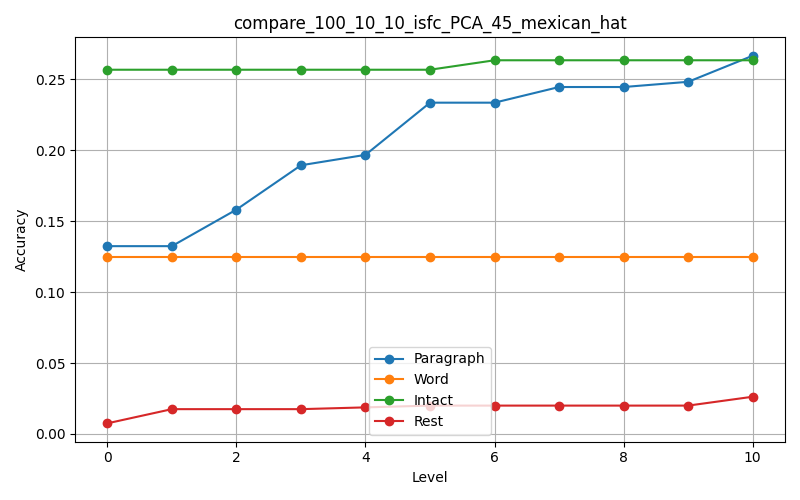 compare_100_10_10_isfc_PCA_45_mexican_hat
Accuracy
0.25
0.20
0.15
0.10
0.05
0.00
Paragraph
Word
Intact
Rest
0 2 4 6 8 10
Level